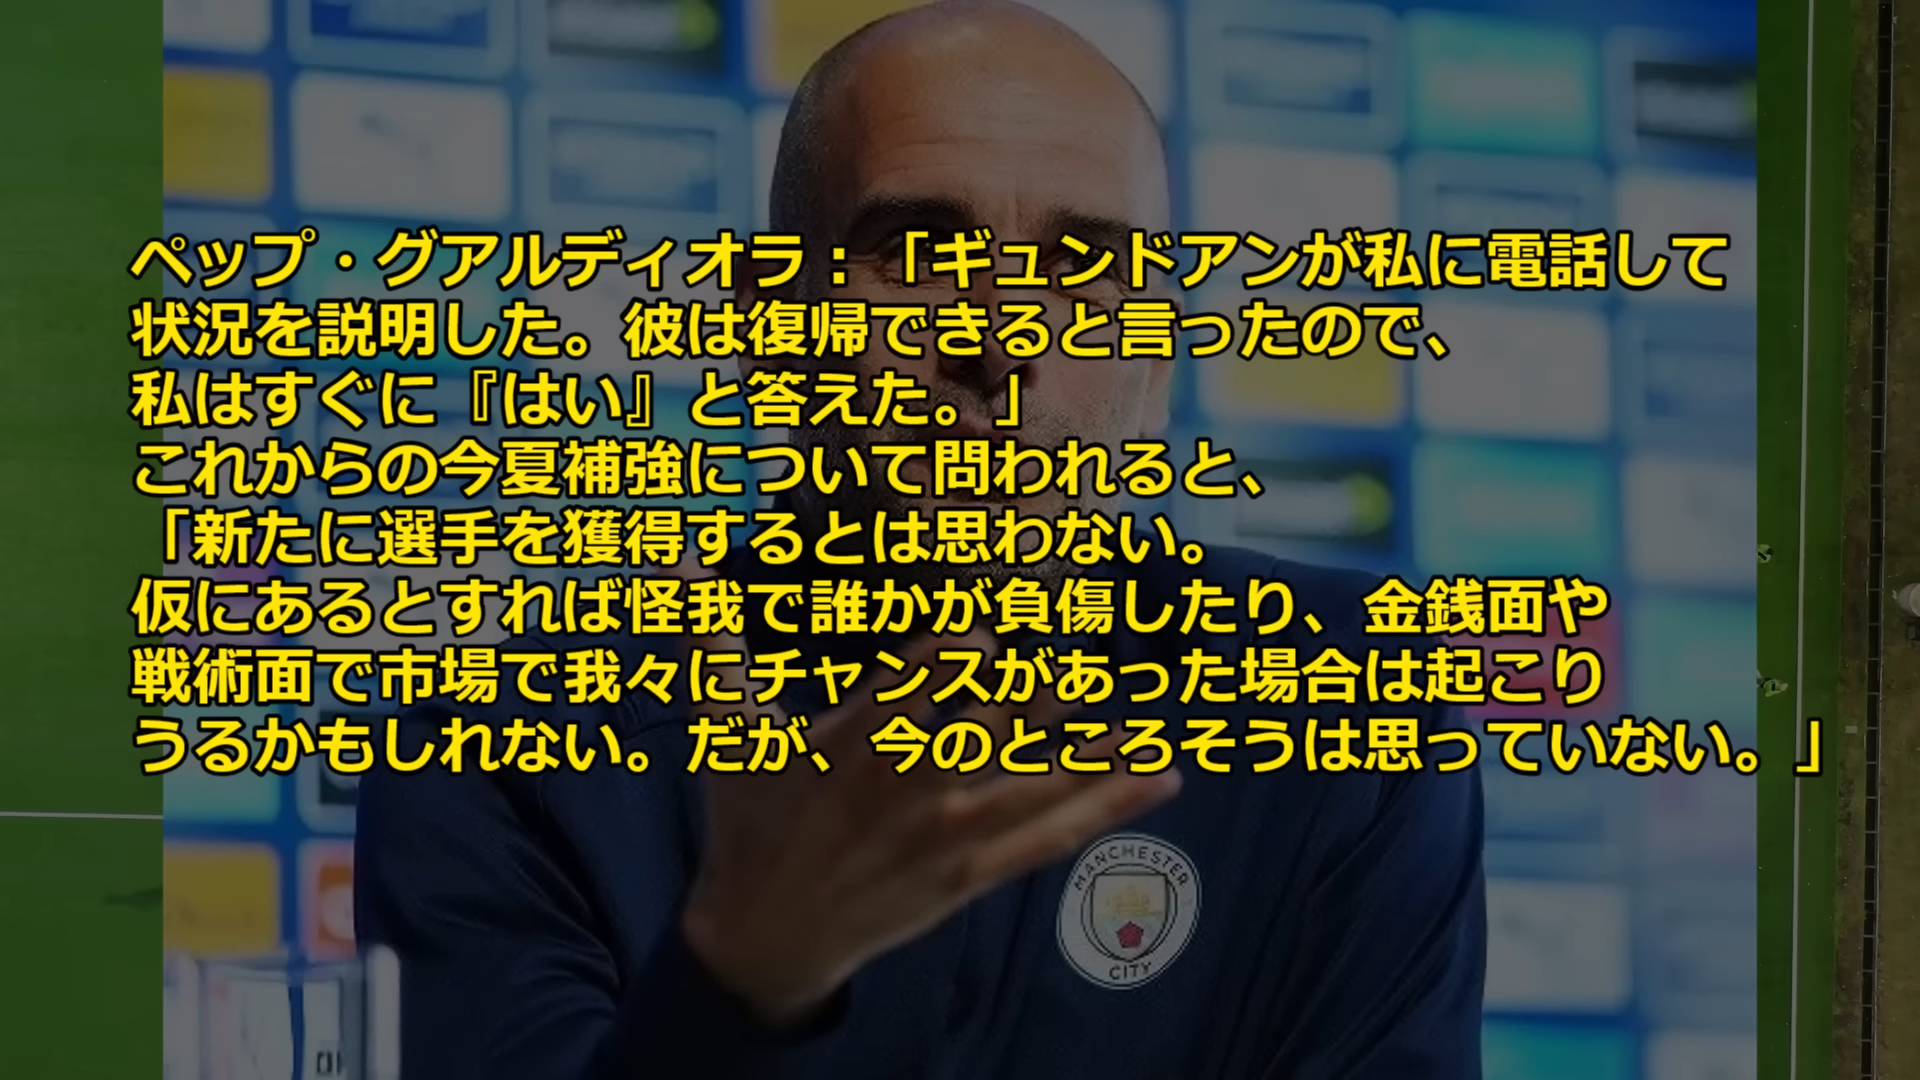 ペップ・グアルディオラ：「ギュンドアンが私に電話して
状況を説明した。彼は復帰できると言ったので、
私はすぐに『はい』と答えた。」
これからの今夏補強について問われると、
「新たに選手を獲得するとは思わない。
仮にあるとすれば怪我で誰かが負傷したり、金銭面や
戦術面で市場で我々にチャンスがあった場合は起こり
うるかもしれない。だが、今のところそうは思っていない。」
MANCHESTER
CITY